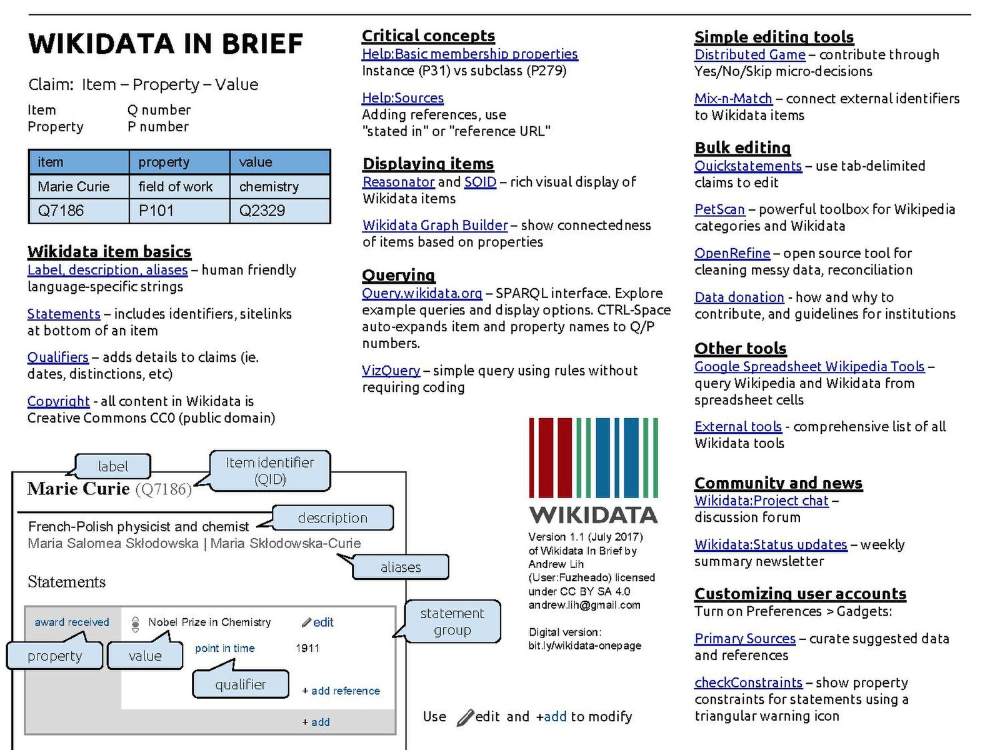 WIKIDATA IN BRIEF
Claim: Item – Property – Value
Item Q number
Property P number
item property value
Marie Curie field of work chemistry
Q7186 P101 Q2329
Wikidata item basics
Label, description, aliases – human friendly
language-specific strings
Statements – includes identifiers, sitelinks
at bottom of an item
Qualifiers – adds details to claims (ie.
dates, distinctions, etc)
Copyright - all content in Wikidata is
Creative Commons CC0 (public domain)
label
Item identifier
(QID)
Marie Curie (Q7186)
description
French-Polish physicist and chemist
Maria Salomea Skłodowska | Maria Skłodowska-Curie
aliases
Statements
statement
group
award received Nobel Prize in Chemistry edit
property value point in time 1911
qualifier
+ add reference
+ add
Critical concepts
Help:Basic membership properties
Instance (P31) vs subclass (P279)
Help:Sources
Adding references, use
"stated in" or "reference URL"
Displaying items
Reasonator and SQID – rich visual display of
Wikidata items
Wikidata Graph Builder – show connectedness
of items based on properties
Querying
Query.wikidata.org – SPARQL interface. Explore
example queries and display options. CTRL-Space
auto-expands item and property names to Q/P
numbers.
VizQuery – simple query using rules without
requiring coding
WIKIDATA
Version 1.1 (July 2017)
of Wikidata In Brief by
Andrew Lih
(User:Fuzheado) licensed
under CC BY SA 4.0
andrew.lih@gmail.com
Digital version:
bit.ly/wikidata-onepage
Use edit and +add to modify
Simple editing tools
Distributed Game – contribute through
Yes/No/Skip micro-decisions
Mix-n-Match – connect external identifiers
to Wikidata items
Bulk editing
Quickstatements – use tab-delimited
claims to edit
PetScan – powerful toolbox for Wikipedia
categories and Wikidata
OpenRefine – open source tool for
cleaning messy data, reconciliation
Data donation - how and why to
contribute, and guidelines for institutions
Other tools
Google Spreadsheet Wikipedia Tools –
query Wikipedia and Wikidata from
spreadsheet cells
External tools - comprehensive list of all
Wikidata tools
Community and news
Wikidata:Project chat –
discussion forum
Wikidata:Status updates – weekly
summary newsletter
Customizing user accounts
Turn on Preferences > Gadgets:
Primary Sources – curate suggested data
and references
checkConstraints – show property
constraints for statements using a
triangular warning icon